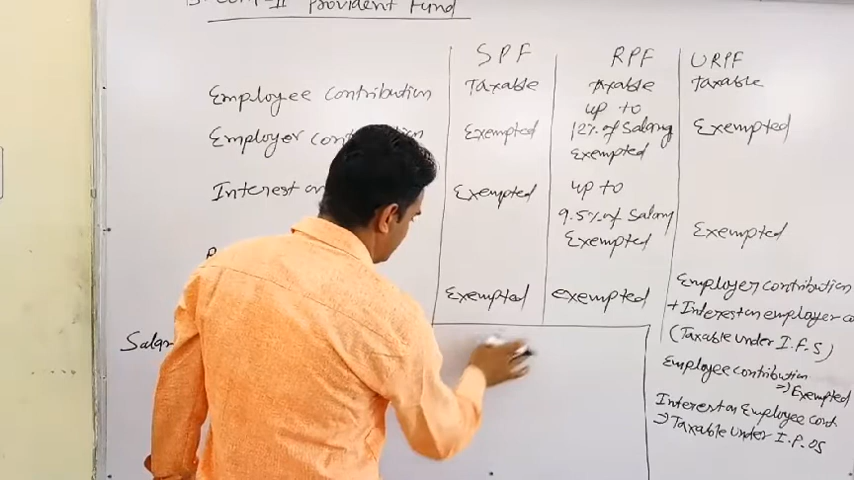 Provident Fund
SPF RPF URPF
Employee Contribution Taxable Taxable Taxable
up to
Employer Exempted 12% of Salary Exempted
Exempted
Interest on Exempted up to
9.5% of Salary
Exempted Exempted
Exempted Exempted
Employer contribution
+Interest on employer
(Taxable under I.F.S)
Employee contribution
=> Exempted
Interest on Employee
Taxable under I.F.OS